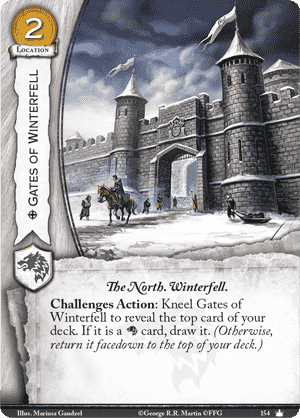 2
LOCATION
GATES OF WINTERFELL
The North. Winterfell.
Challenges Action: Kneel Gates of
Winterfell to reveal the top card of your
deck. If it is a card, draw it. (Otherwise,
return it facedown to the top of your deck.)
Illus. Mariusz Gandzel
©George R.R. Martin ©FFG
154